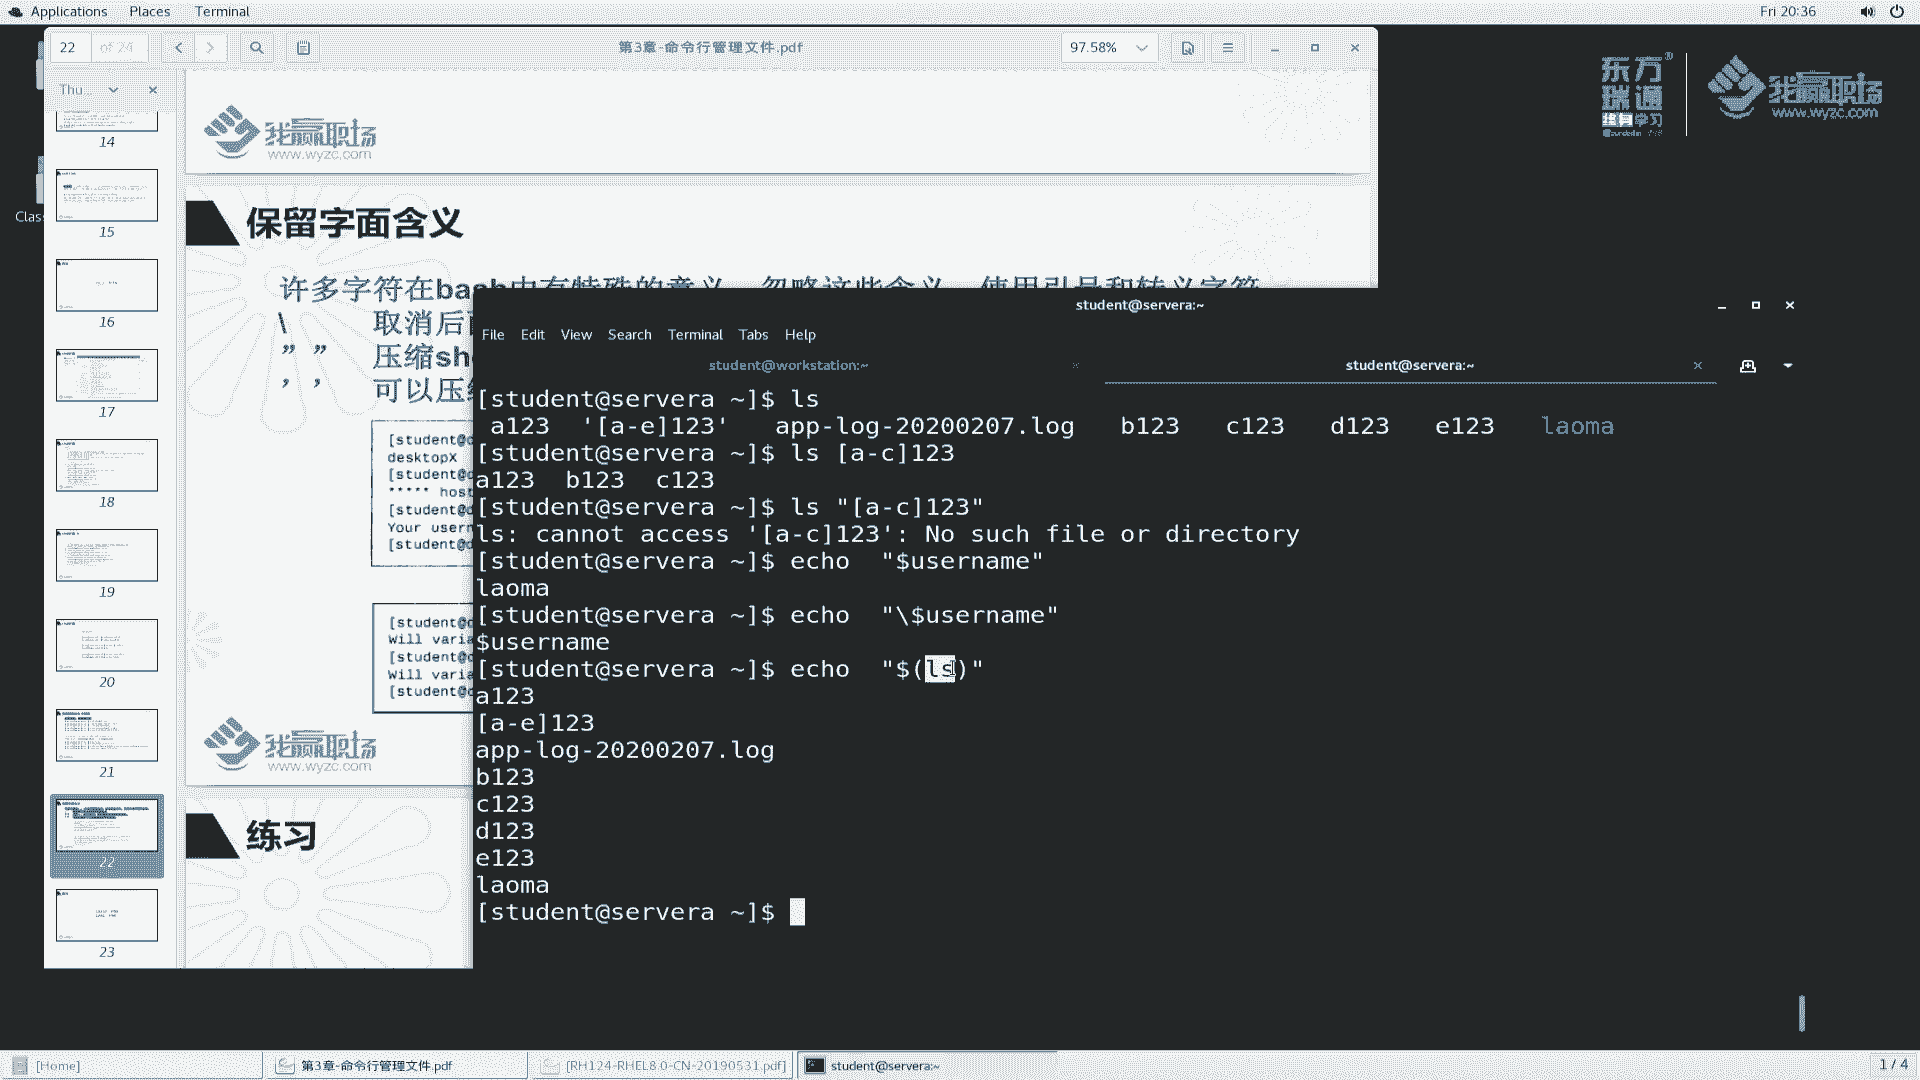 Applications Places Terminal Fri 20:36
22 of 24 第3章-命令行管理文件.pdf 97.58%
Thu...
14
15
16
17
18
19
20
21
22
23
我赢职场
www.wyzc.com
东方瑞通®
终身学习
我赢职场
www.wyzc.com
Clas
保留字面含义
许多字符在bash中有特殊的意义，忽略这些含义，使用引号和转义字符
\ 取消后
” ” 压缩sh
’ ’ 可以压
[student@d
desktopX
[student@d
***** host
[student@d
Your usern
[student@d
[student@d
Will varia
[student@d
Will varia
[student@d
我赢职场
www.wyzc.com
练习
student@servera:~
File Edit View Search Terminal Tabs Help
student@workstation:~ student@servera:~
[student@servera ~]$ ls
a123 '[a-e]123' app-log-20200207.log b123 c123 d123 e123 laoma
[student@servera ~]$ ls [a-c]123
a123 b123 c123
[student@servera ~]$ ls "[a-c]123"
ls: cannot access '[a-c]123': No such file or directory
[student@servera ~]$ echo "$username"
laoma
[student@servera ~]$ echo "\$username"
$username
[student@servera ~]$ echo "$(ls)"
a123
[a-e]123
app-log-20200207.log
b123
c123
d123
e123
laoma
[student@servera ~]$
[Home] 第3章-命令行管理文件.pdf [RH124-RHEL8.0-CN-20190531.pdf] student@servera:~ 1 / 4